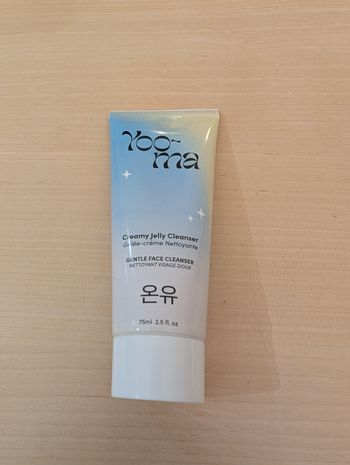 Yoo-
ma
Creamy Jelly Cleanser
Gelée-crème Nettoyante
GENTLE FACE CLEANSER
NETTOYANT VISAGE DOUX
온유
75ml 2.5 fl. oz